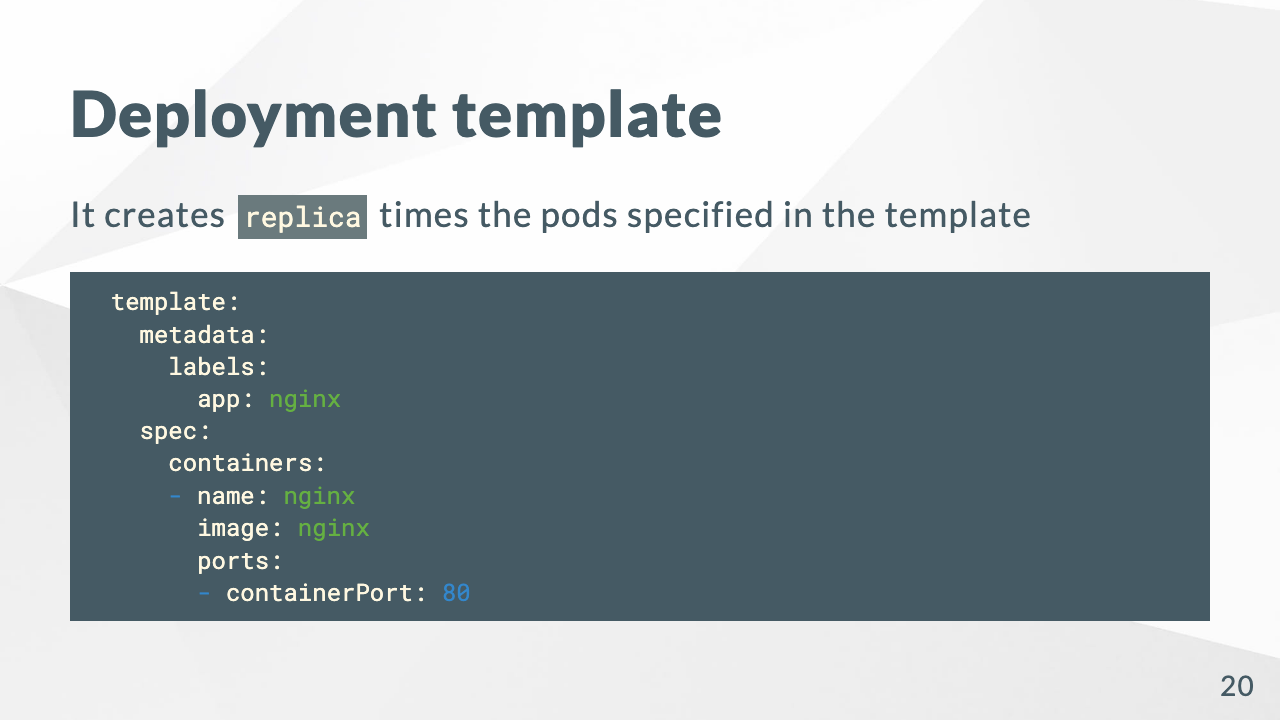 Deployment template
It creates replica times the pods specified in the template
template:
  metadata:
    labels:
      app: nginx
  spec:
    containers:
    - name: nginx
      image: nginx
      ports:
      - containerPort: 80
20